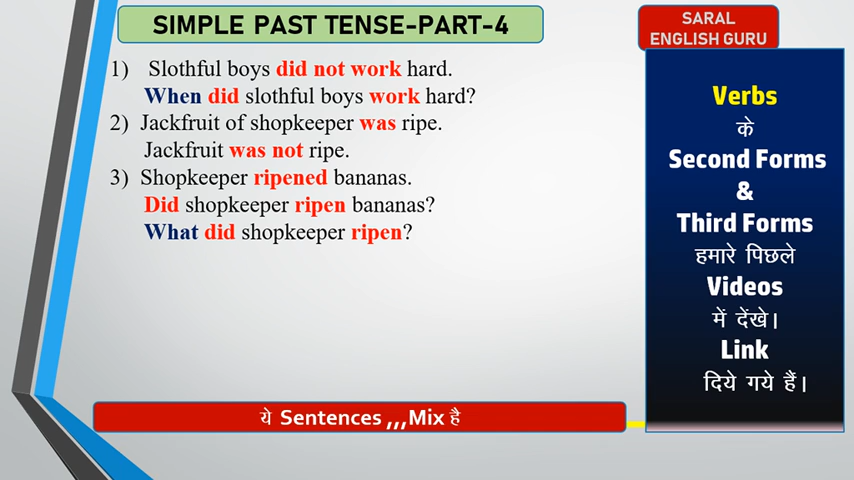 SIMPLE PAST TENSE-PART-4
SARAL
ENGLISH GURU
1) Slothful boys did not work hard.
When did slothful boys work hard?
2) Jackfruit of shopkeeper was ripe.
Jackfruit was not ripe.
3) Shopkeeper ripened bananas.
Did shopkeeper ripen bananas?
What did shopkeeper ripen?
Verbs
के
Second Forms
&
Third Forms
हमारे पिछले
Videos
में देंखे।
Link
दिये गये हैं।
ये Sentences ,,,Mix है